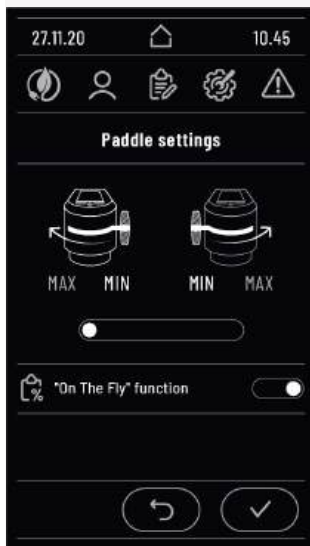 27.11.20 10.45
Paddle settings
MAX MIN MIN MAX
% "On The Fly" function